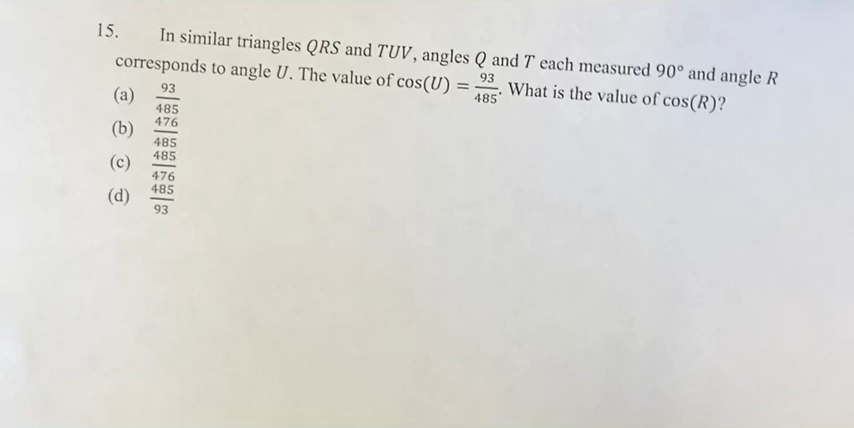 15. In similar triangles QRS and TUV, angles Q and T each measured 90° and angle R
corresponds to angle U. The value of cos(U) = 93/485. What is the value of cos(R)?
(a) 93/485
(b) 476/485
(c) 485/476
(d) 485/93